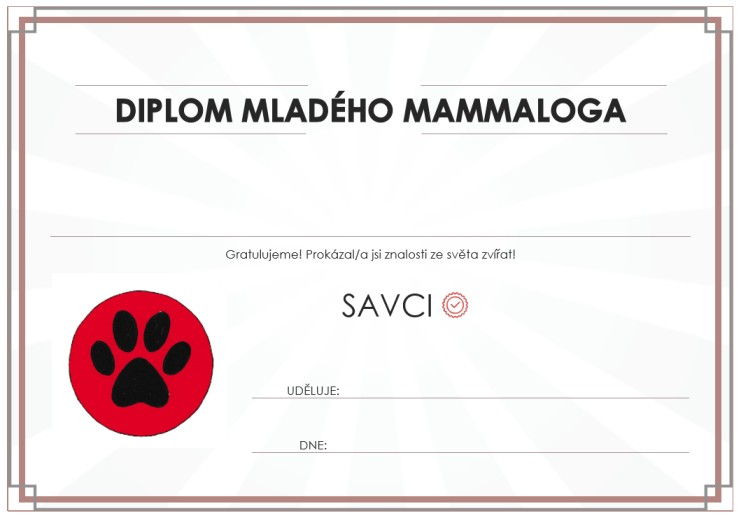 DIPLOM MLADÉHO MAMMALOGA
Gratulujeme! Prokázal/a jsi znalosti ze světa zvířat!
SAVCI
UDĚLUJE:
DNE: